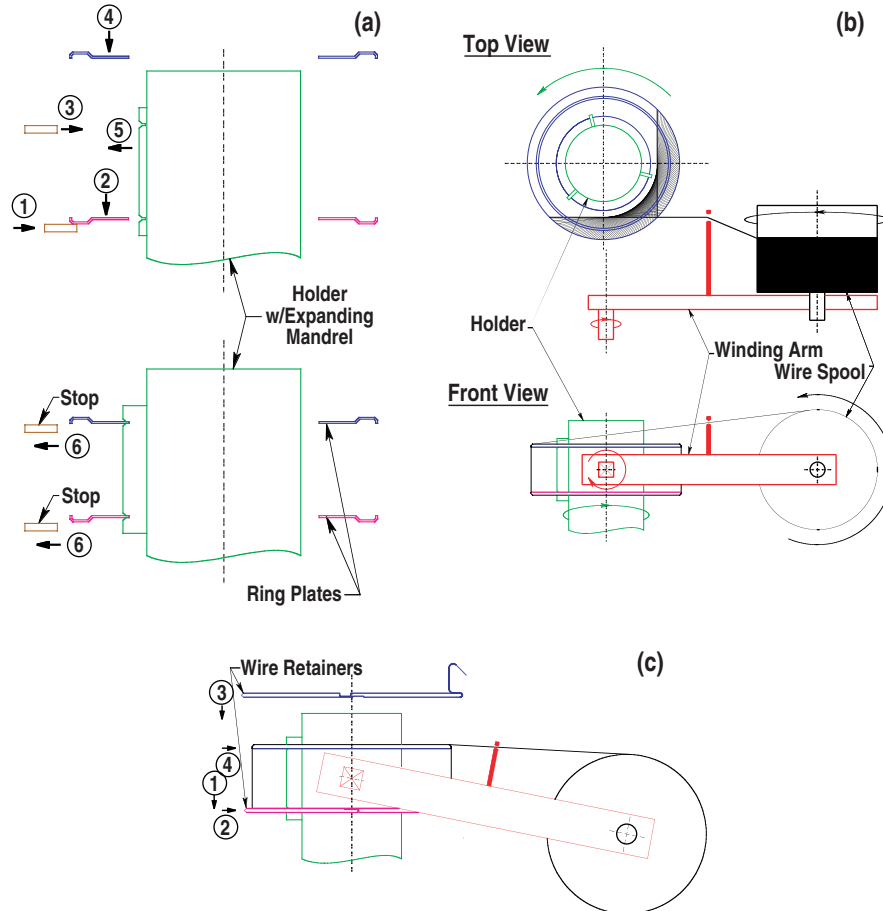 (a)
4
3
5
2
1
Holder
w/Expanding
Mandrel
Stop
6
Stop
6
Ring Plates
(b)
Top View
Holder
Winding Arm
Wire Spool
Front View
(c)
Wire Retainers
3
4
1
2